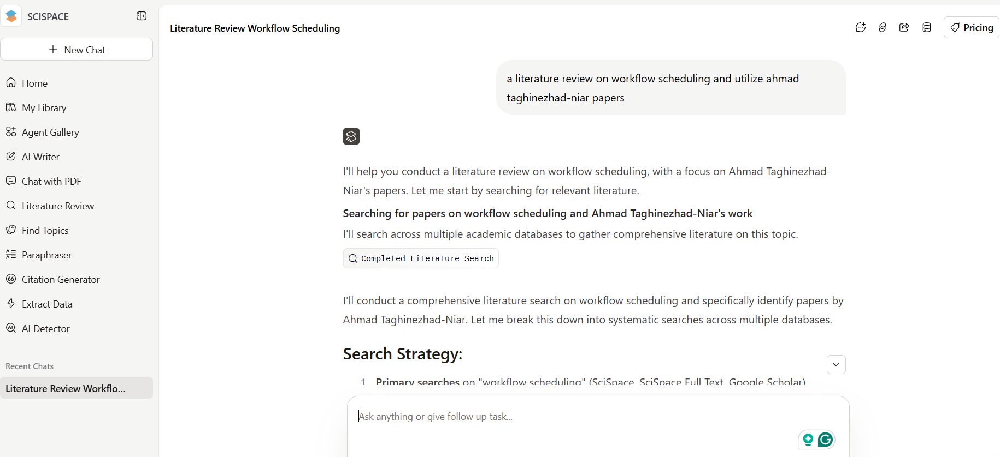 SCISPACE
New Chat
Home
My Library
Agent Gallery
AI Writer
Chat with PDF
Literature Review
Find Topics
Paraphraser
Citation Generator
Extract Data
AI Detector
Recent Chats
Literature Review Workflo...
Literature Review Workflow Scheduling
Pricing
a literature review on workflow scheduling and utilize ahmad
taghinezhad-niar papers
I'll help you conduct a literature review on workflow scheduling, with a focus on Ahmad Taghinezhad-
Niar's papers. Let me start by searching for relevant literature.
Searching for papers on workflow scheduling and Ahmad Taghinezhad-Niar's work
I'll search across multiple academic databases to gather comprehensive literature on this topic.
Completed Literature Search
I'll conduct a comprehensive literature search on workflow scheduling and specifically identify papers by
Ahmad Taghinezhad-Niar. Let me break this down into systematic searches across multiple databases.
Search Strategy:
1 Primary searches on "workflow scheduling" (SciSpace, SciSpace Full Text, Google Scholar)
Ask anything or give follow up task...